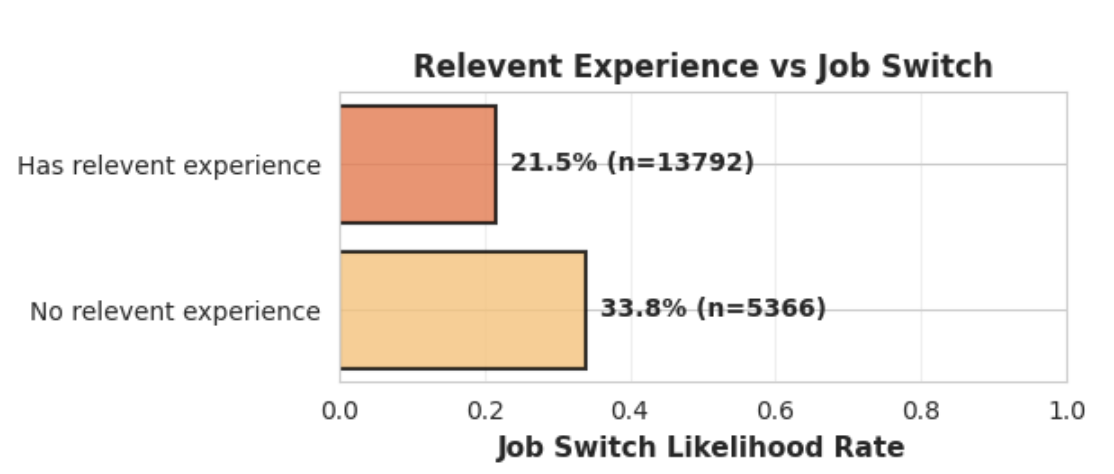 Relevent Experience vs Job Switch
Has relevent experience
21.5% (n=13792)
No relevent experience
33.8% (n=5366)
0.0 0.2 0.4 0.6 0.8 1.0
Job Switch Likelihood Rate